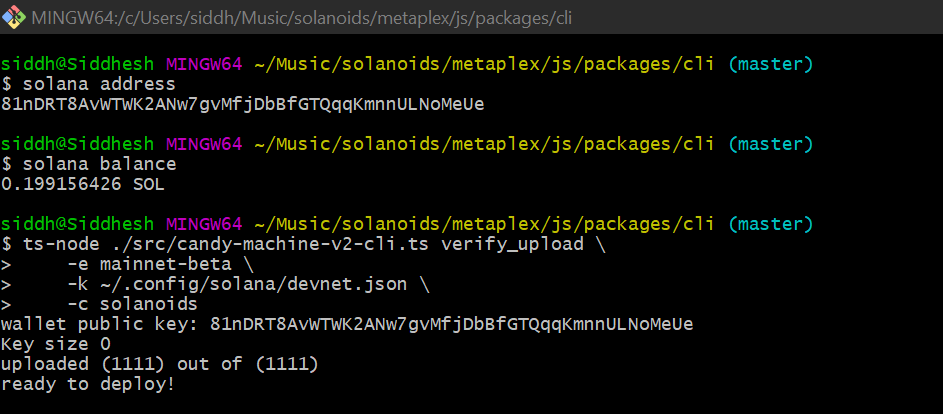 MINGW64:/c/Users/siddh/Music/solanoids/metaplex/js/packages/cli
siddh@Siddhesh MINGW64 ~/Music/solanoids/metaplex/js/packages/cli (master)
$ solana address
81nDRT8AvWTWK2ANw7gvMfjDbBfGTQqqKmnnULNoMeUe
siddh@Siddhesh MINGW64 ~/Music/solanoids/metaplex/js/packages/cli (master)
$ solana balance
0.199156426 SOL
siddh@Siddhesh MINGW64 ~/Music/solanoids/metaplex/js/packages/cli (master)
$ ts-node ./src/candy-machine-v2-cli.ts verify_upload \
>     -e mainnet-beta \
>     -k ~/.config/solana/devnet.json \
>     -c solanoids
wallet public key: 81nDRT8AvWTWK2ANw7gvMfjDbBfGTQqqKmnnULNoMeUe
Key size 0
uploaded (1111) out of (1111)
ready to deploy!